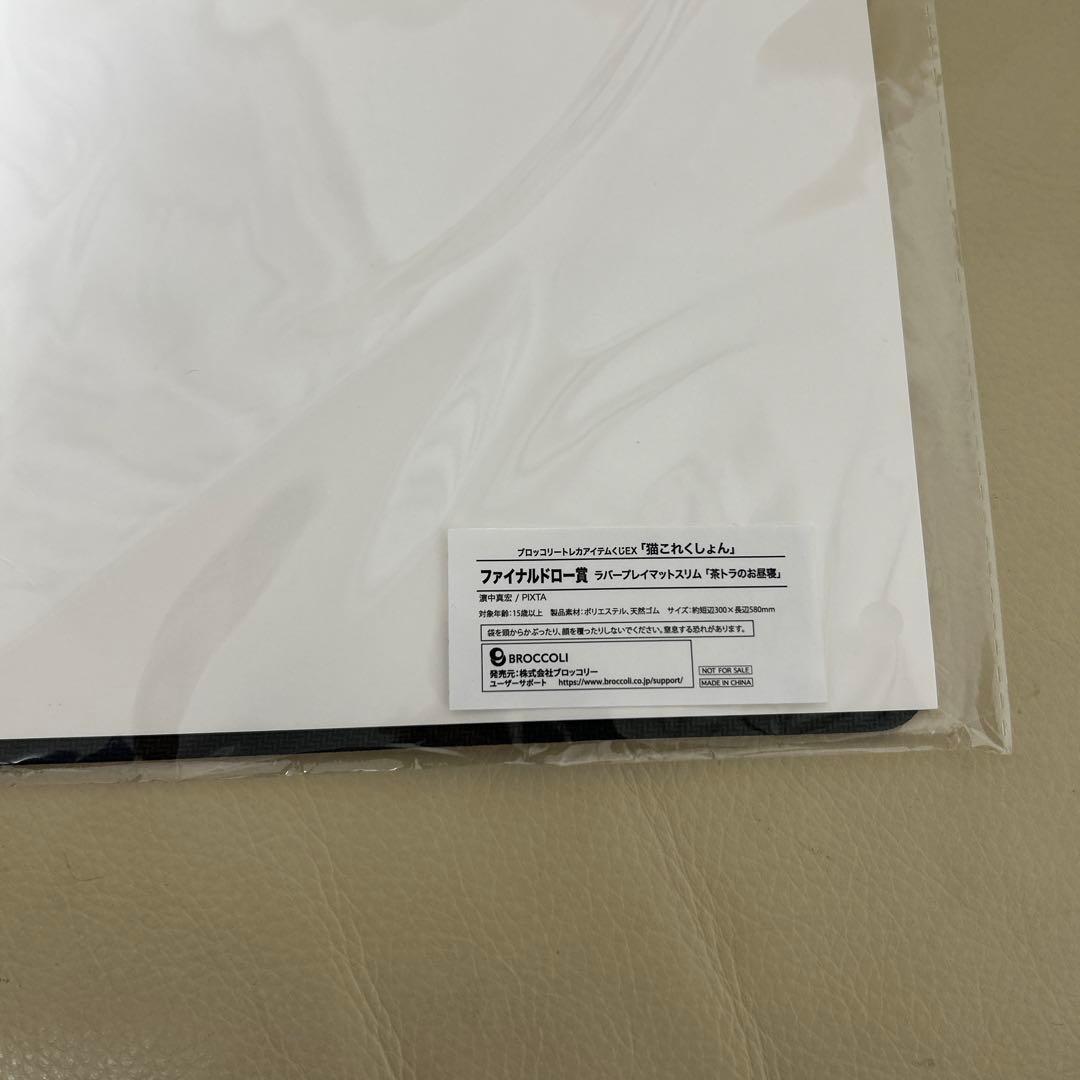 ブロッコリートレカアイテムくじEX「猫これくしょん」
ファイナルドロー賞 ラバープレイマットスリム「茶トラのお昼寝」
濵中真宏 / PIXTA
対象年齢：15歳以上 製品素材：ポリエステル、天然ゴム サイズ：約短辺300×長辺580mm
袋を頭からかぶったり、顔を覆ったりしないでください。窒息する恐れがあります。
BROCCOLI
発売元：株式会社ブロッコリー
ユーザーサポート https://www.broccoli.co.jp/support/
NOT FOR SALE
MADE IN CHINA